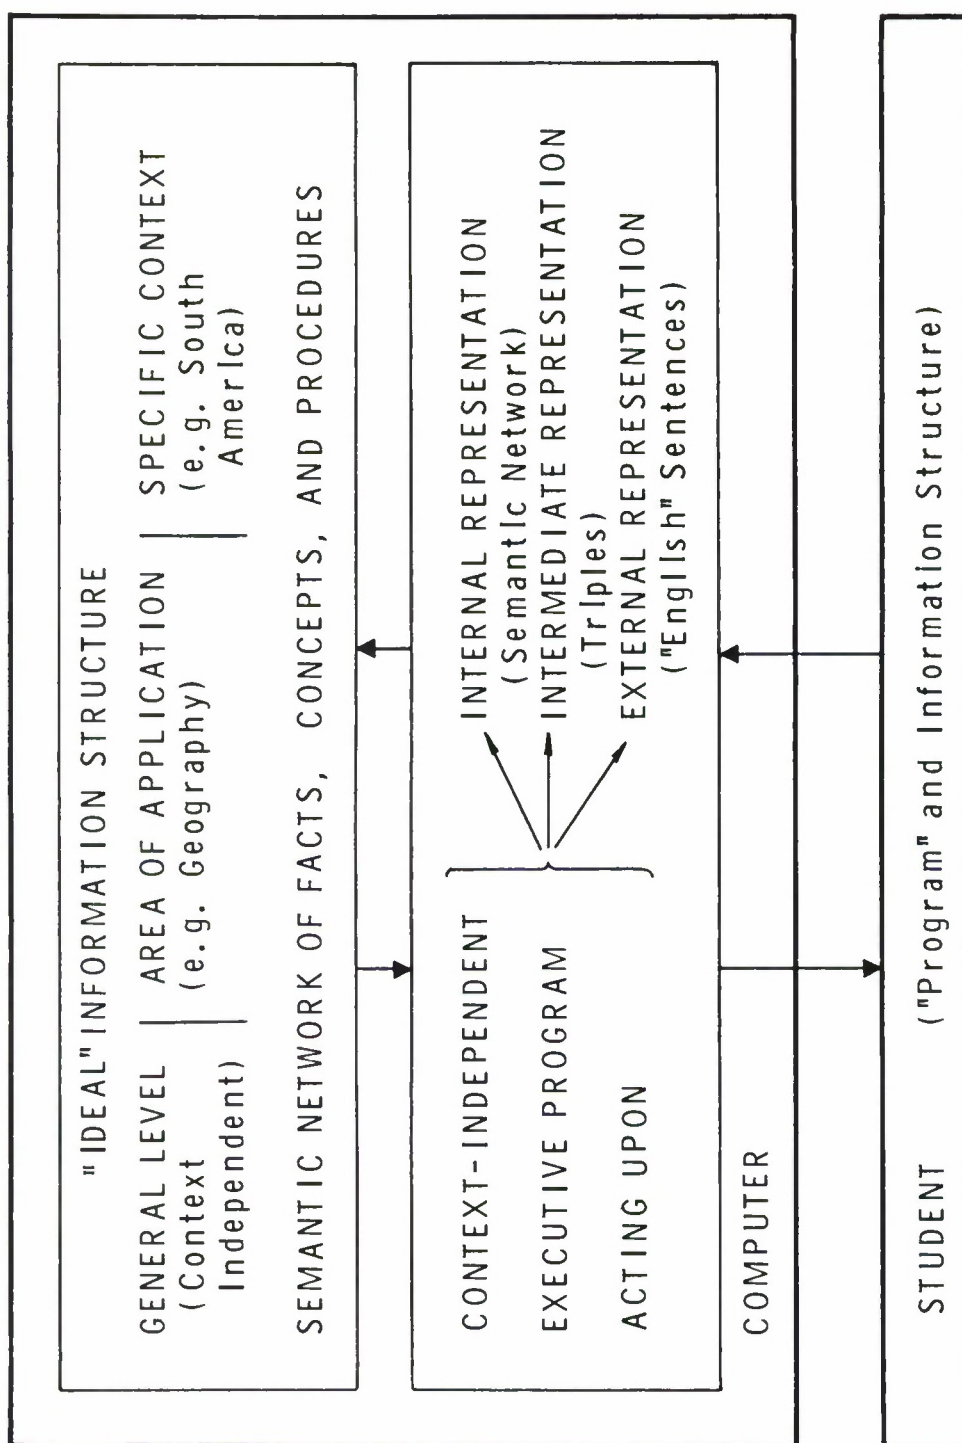 "IDEAL" INFORMATION STRUCTURE
GENERAL LEVEL | AREA OF APPLICATION | SPECIFIC CONTEXT
(Context (e.g. Geography) (e.g. South
Independent) America)
SEMANTIC NETWORK OF FACTS, CONCEPTS, AND PROCEDURES
CONTEXT-INDEPENDENT
EXECUTIVE PROGRAM
ACTING UPON
INTERNAL REPRESENTATION
(Semantic Network)
INTERMEDIATE REPRESENTATION
(Triples)
EXTERNAL REPRESENTATION
("English" Sentences)
COMPUTER
STUDENT ("Program" and Information Structure)